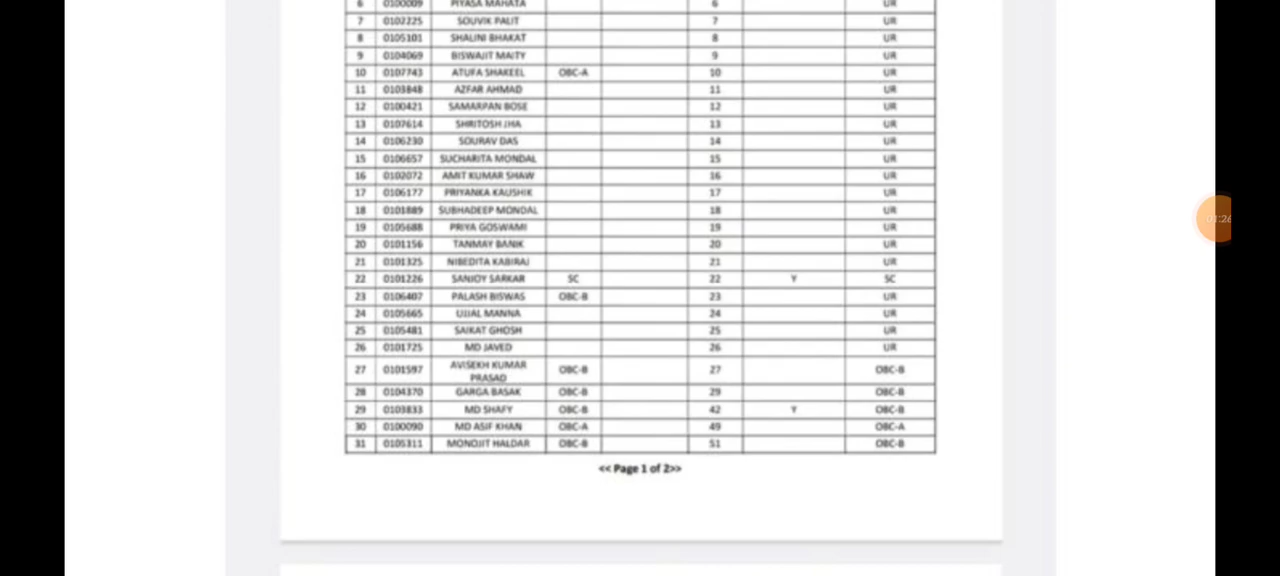 6 0100009 PIYASA MAHATA 6 UR
7 0102225 SOUVIK PALIT 7 UR
8 0105101 SHALINI BHAKAT 8 UR
9 0104069 BISWAJIT MAITY 9 UR
10 0107743 ATUFA SHAKEEL OBC-A 10 UR
11 0103848 AZFAR AHMAD 11 UR
12 0100421 SAMARPAN BOSE 12 UR
13 0107614 SHRITOSH JHA 13 UR
14 0106230 SOURAV DAS 14 UR
15 0106657 SUCHARITA MONDAL 15 UR
16 0102072 AMIT KUMAR SHAW 16 UR
17 0106177 PRIYANKA KAUSHIK 17 UR
18 0101889 SUBHADEEP MONDAL 18 UR
19 0105688 PRIYA GOSWAMI 19 UR
20 0101156 TANMAY BANIK 20 UR
21 0101325 NIBEDITA KABIRAJ 21 UR
22 0101226 SANJOY SARKAR SC 22 Y SC
23 0106407 PALASH BISWAS OBC-B 23 UR
24 0105665 UJJAL MANNA 24 UR
25 0105481 SAIKAT GHOSH 25 UR
26 0101725 MD JAVED 26 UR
27 0101597 AVISEKH KUMAR PRASAD OBC-B 27 OBC-B
28 0104370 GARGA BASAK OBC-B 29 OBC-B
29 0103833 MD SHAFY OBC-B 42 Y OBC-B
30 0100090 MD ASIF KHAN OBC-A 49 OBC-A
31 0105311 MONOJIT HALDAR OBC-B 51 OBC-B
<< Page 1 of 2>>
01:26